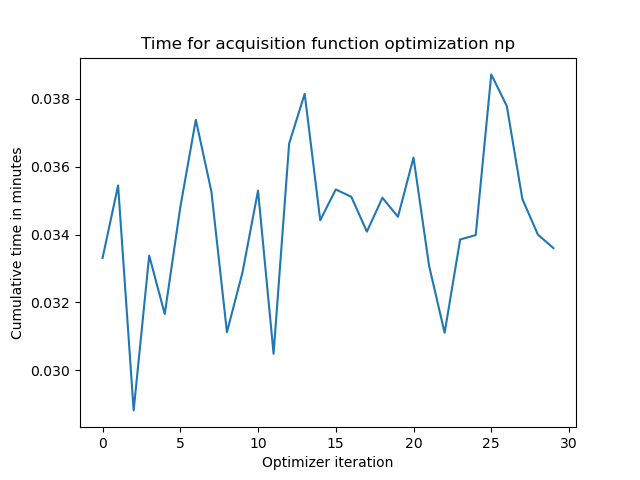 Time for acquisition function optimization np
Cumulative time in minutes
0.038
0.036
0.034
0.032
0.030
0 5 10 15 20 25 30
Optimizer iteration